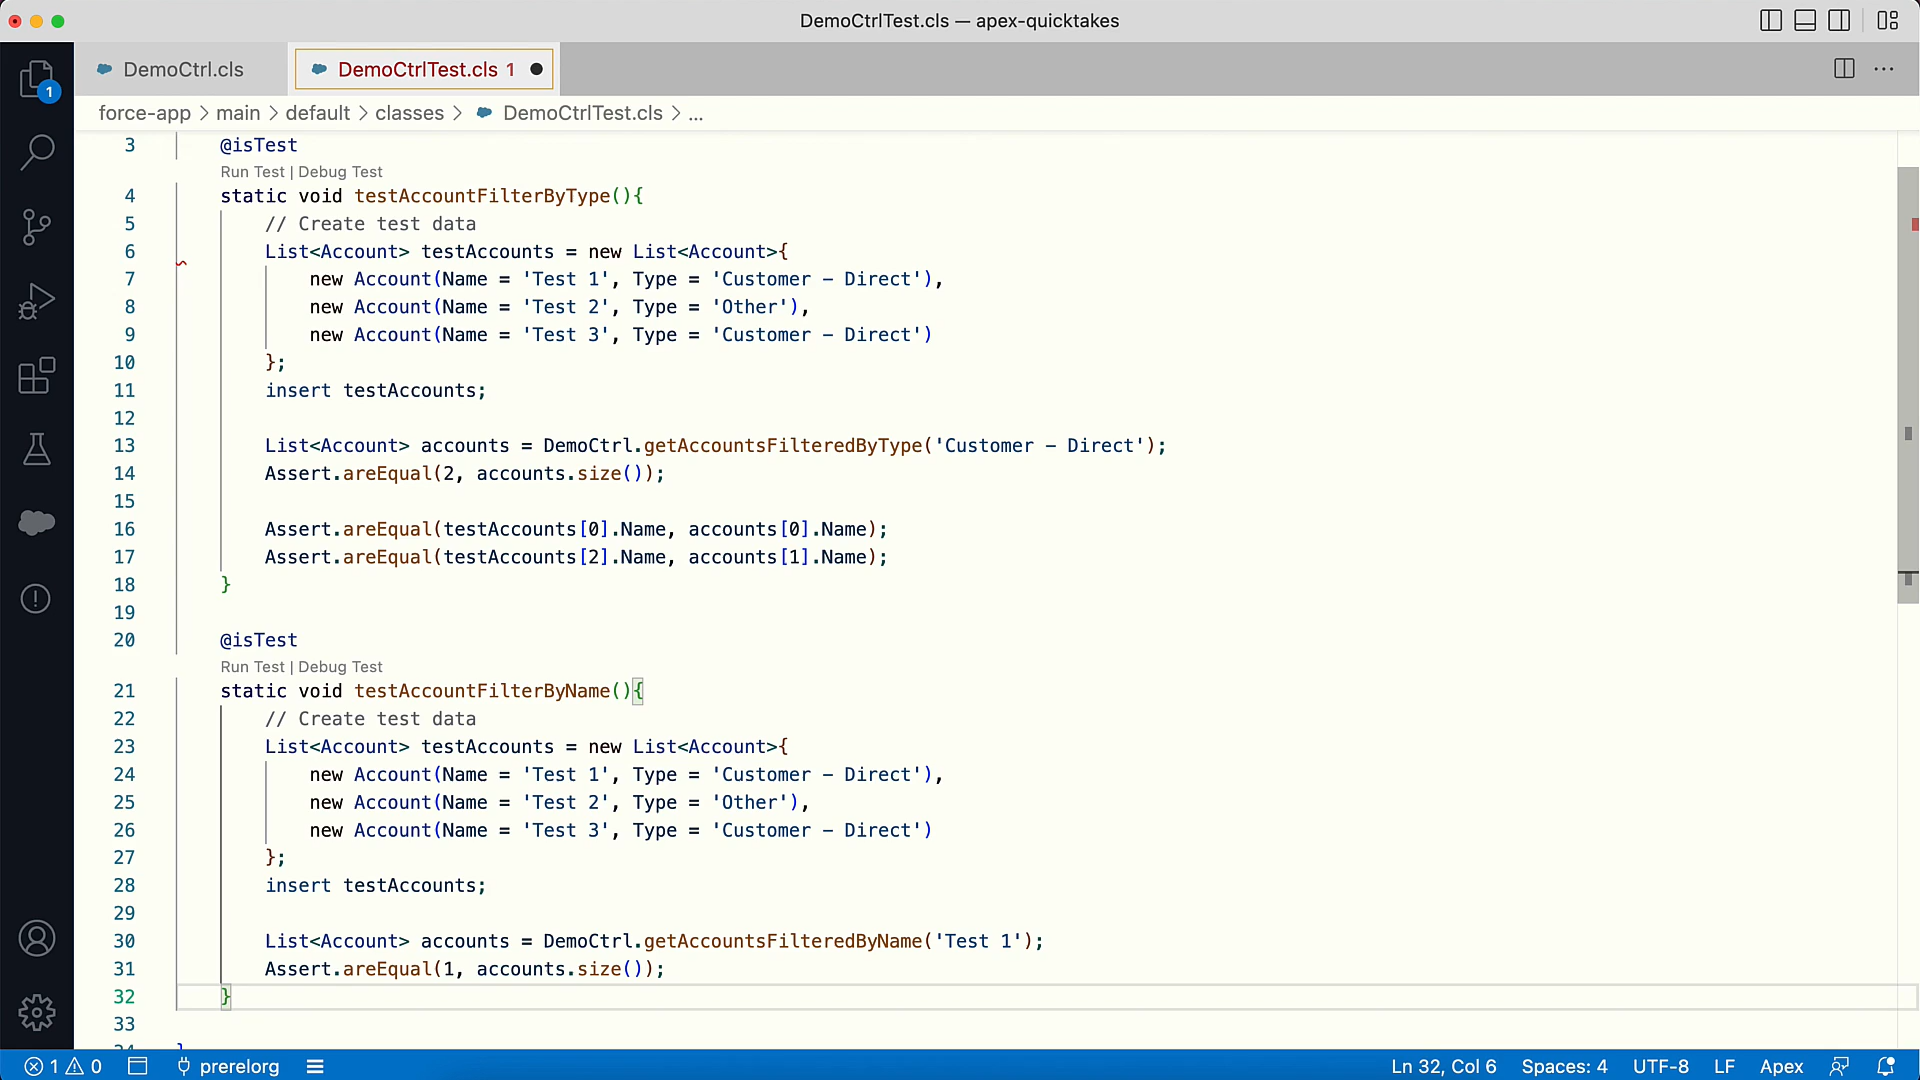 DemoCtrlTest.cls — apex-quicktakes
DemoCtrl.cls
DemoCtrlTest.cls 1
1
force-app > main > default > classes > DemoCtrlTest.cls > ...
3 @isTest
Run Test | Debug Test
4 static void testAccountFilterByType(){
5 // Create test data
6 List<Account> testAccounts = new List<Account>{
7 new Account(Name = 'Test 1', Type = 'Customer - Direct'),
8 new Account(Name = 'Test 2', Type = 'Other'),
9 new Account(Name = 'Test 3', Type = 'Customer - Direct')
10 };
11 insert testAccounts;
12
13 List<Account> accounts = DemoCtrl.getAccountsFilteredByType('Customer - Direct');
14 Assert.areEqual(2, accounts.size());
15
16 Assert.areEqual(testAccounts[0].Name, accounts[0].Name);
17 Assert.areEqual(testAccounts[2].Name, accounts[1].Name);
18 }
19
20 @isTest
Run Test | Debug Test
21 static void testAccountFilterByName(){
22 // Create test data
23 List<Account> testAccounts = new List<Account>{
24 new Account(Name = 'Test 1', Type = 'Customer - Direct'),
25 new Account(Name = 'Test 2', Type = 'Other'),
26 new Account(Name = 'Test 3', Type = 'Customer - Direct')
27 };
28 insert testAccounts;
29
30 List<Account> accounts = DemoCtrl.getAccountsFilteredByName('Test 1');
31 Assert.areEqual(1, accounts.size());
32 }
33
1 0 prerelorg Ln 32, Col 6 Spaces: 4 UTF-8 LF Apex